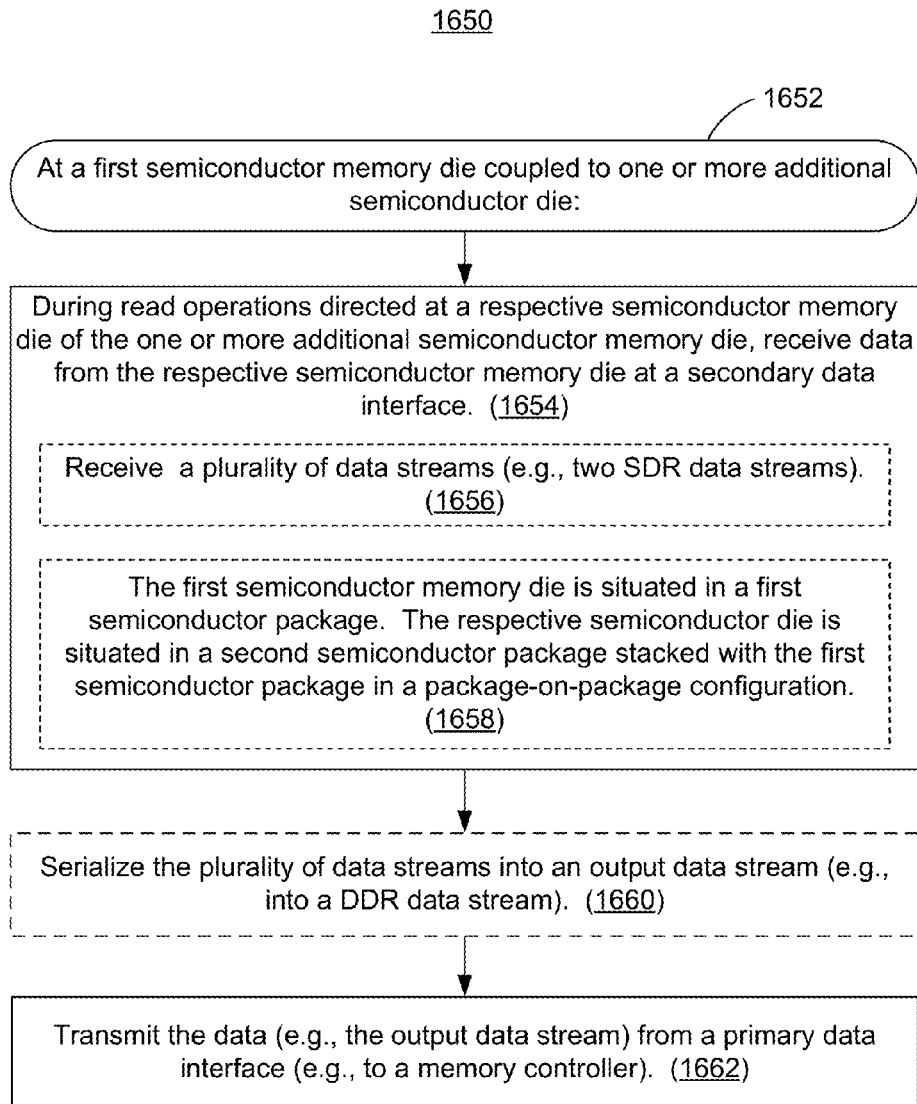 1650
1652
At a first semiconductor memory die coupled to one or more additional
semiconductor die:
During read operations directed at a respective semiconductor memory
die of the one or more additional semiconductor memory die, receive data
from the respective semiconductor memory die at a secondary data
interface. (1654)
Receive a plurality of data streams (e.g., two SDR data streams).
(1656)
The first semiconductor memory die is situated in a first
semiconductor package. The respective semiconductor die is
situated in a second semiconductor package stacked with the first
semiconductor package in a package-on-package configuration.
(1658)
Serialize the plurality of data streams into an output data stream (e.g.,
into a DDR data stream). (1660)
Transmit the data (e.g., the output data stream) from a primary data
interface (e.g., to a memory controller). (1662)